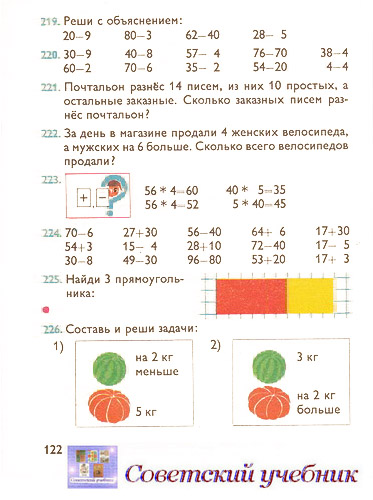 219. Реши с объяснением:
20–9 80–3 62–40 28– 5
220. 30–9 40–8 57– 4 76–70 38–4
60–2 70–6 35– 2 54–20 4–4
221. Почтальон разнёс 14 писем, из них 10 простых, а
остальные заказные. Сколько заказных писем раз-
нёс почтальон?
222. За день в магазине продали 4 женских велосипеда,
а мужских на 6 больше. Сколько всего велосипедов
продали?
223.
+ , – ?
56 * 4=60 40 * 5=35
56 * 4=52 5 * 40=45
224. 70–6 27+30 56–40 64+ 6 17+30
54+3 15– 4 28+10 72–40 17– 5
30–8 49–30 96–80 53+20 17+ 3
225. Найди 3 прямоуголь-
ника:
226. Составь и реши задачи:
1) на 2 кг
меньше
5 кг
2) 3 кг
на 2 кг
больше
122
Советский учебник